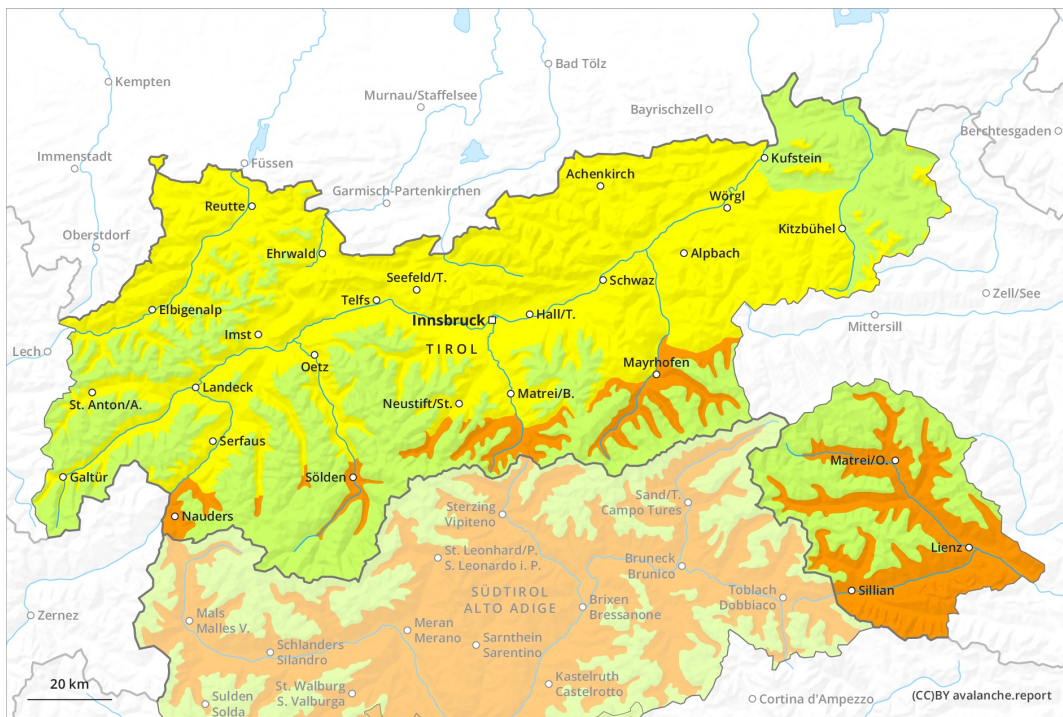 Bad Tölz
Kempten
Murnau/Staffelsee
Bayrischzell
Berchtesgaden
Immenstadt
Füssen
Kufstein
Achenkirch
Garmisch-Partenkirchen
Reutte
Wörgl
Kitzbühel
Oberstdorf
Ehrwald
Alpbach
Seefeld/T.
Schwaz
Zell/See
Telfs
Elbigenalp
Innsbruck
Hall/T.
Mittersill
Imst
Lech
TIROL
Mayrhofen
Oetz
Landeck
St. Anton/A.
Neustift/St.
Matrei/B.
Serfaus
Matrei/O.
Galtür
Sölden
Sterzing
Vipiteno
Sand/T.
Campo Tures
Nauders
Lienz
St. Leonhard/P.
S. Leonardo i. P.
Bruneck
Brunico
Sillian
SÜDTIROL
ALTO ADIGE
Toblach
Dobbiaco
Brixen
Bressanone
Zernez
Mals
Malles V.
Meran
Merano
Schlanders
Silandro
Sarnthein
Sarentino
20 km
St. Walburg
S. Valburga
Kastelruth
Castelrotto
Sulden
Solda
Cortina d'Ampezzo
(CC)BY avalanche.report